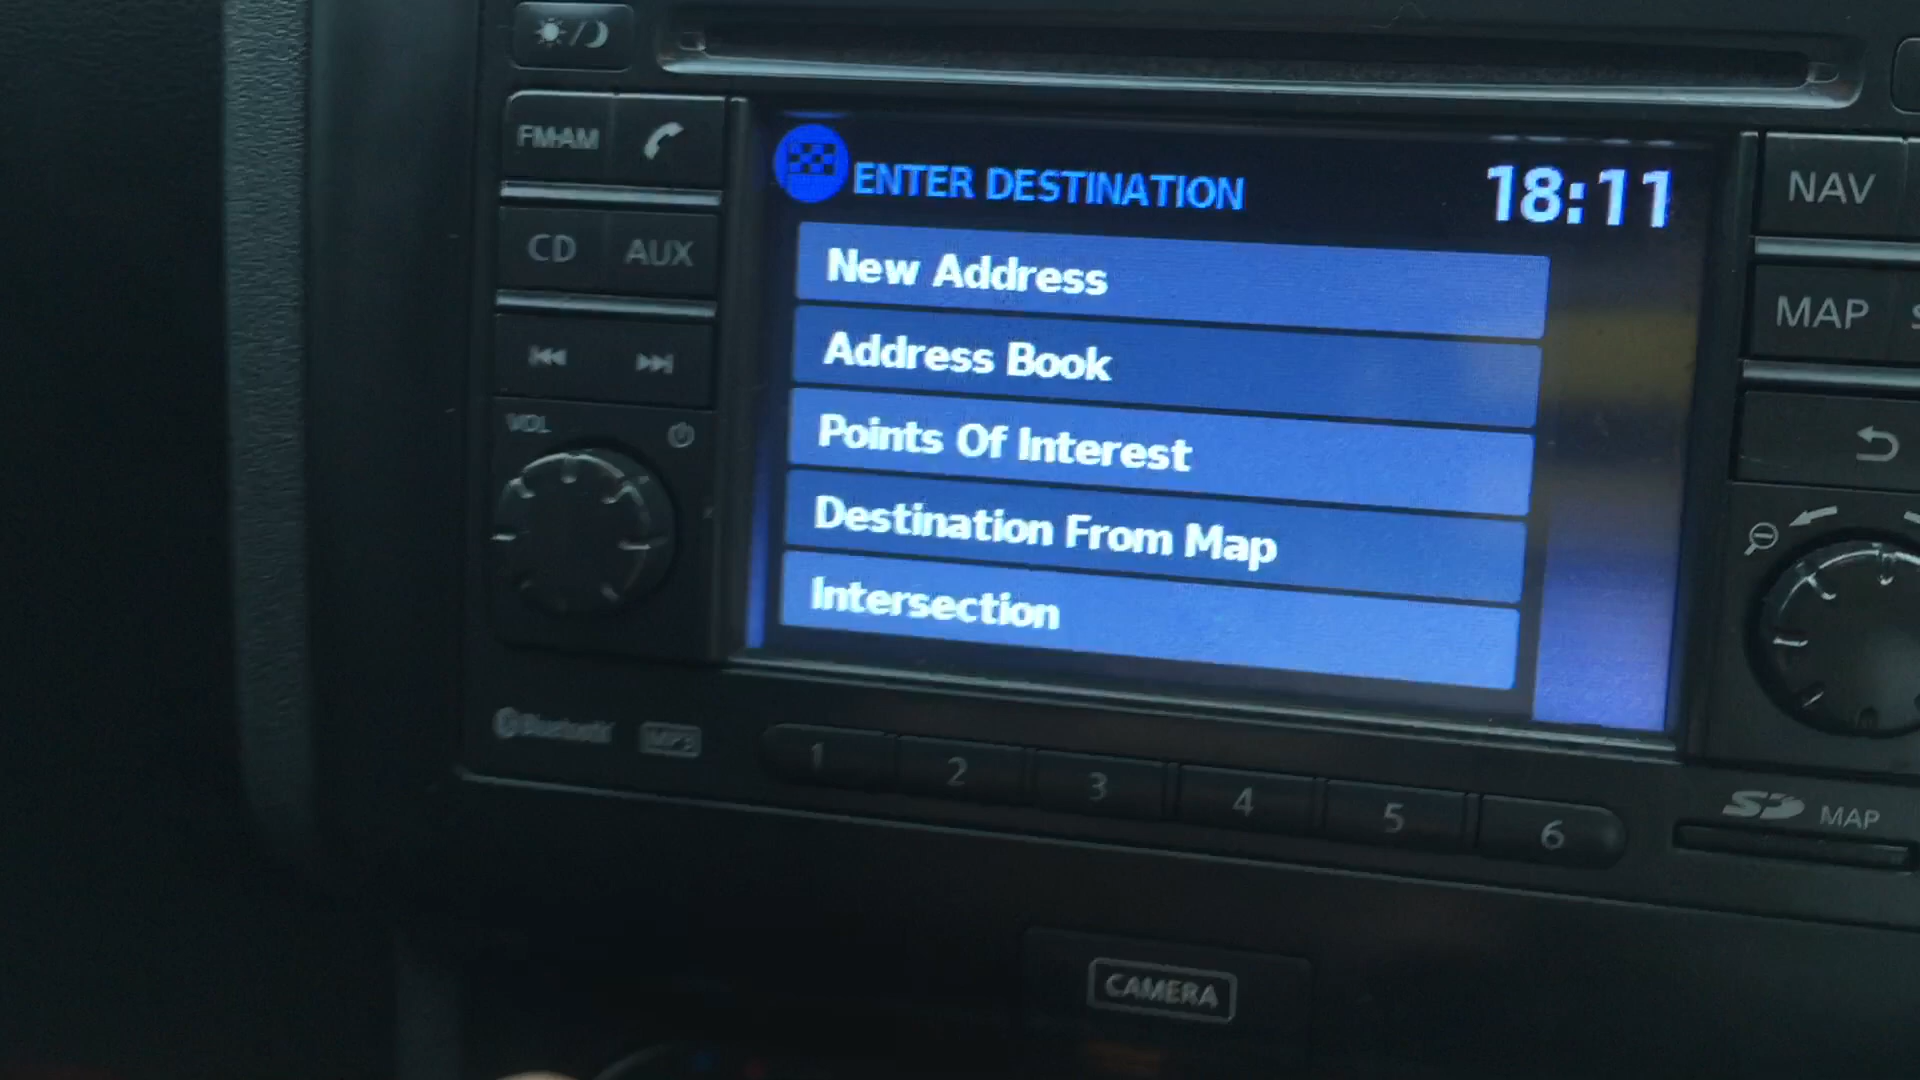 FM·AM
CD AUX
VOL
ENTER DESTINATION
18:11
New Address
Address Book
Points Of Interest
Destination From Map
Intersection
NAV
MAP
Bluetooth MP3
1 2 3 4 5 6
SD MAP
CAMERA